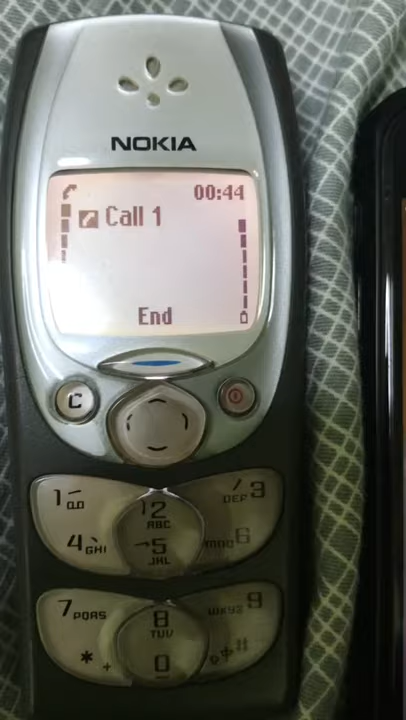 NOKIA
00:44
Call 1
End
C
1
2 ABC
DEF 3
4 GHI
5 JKL
mno 6
7 PQRS
8 TUV
WXYZ 9
* +
0
#